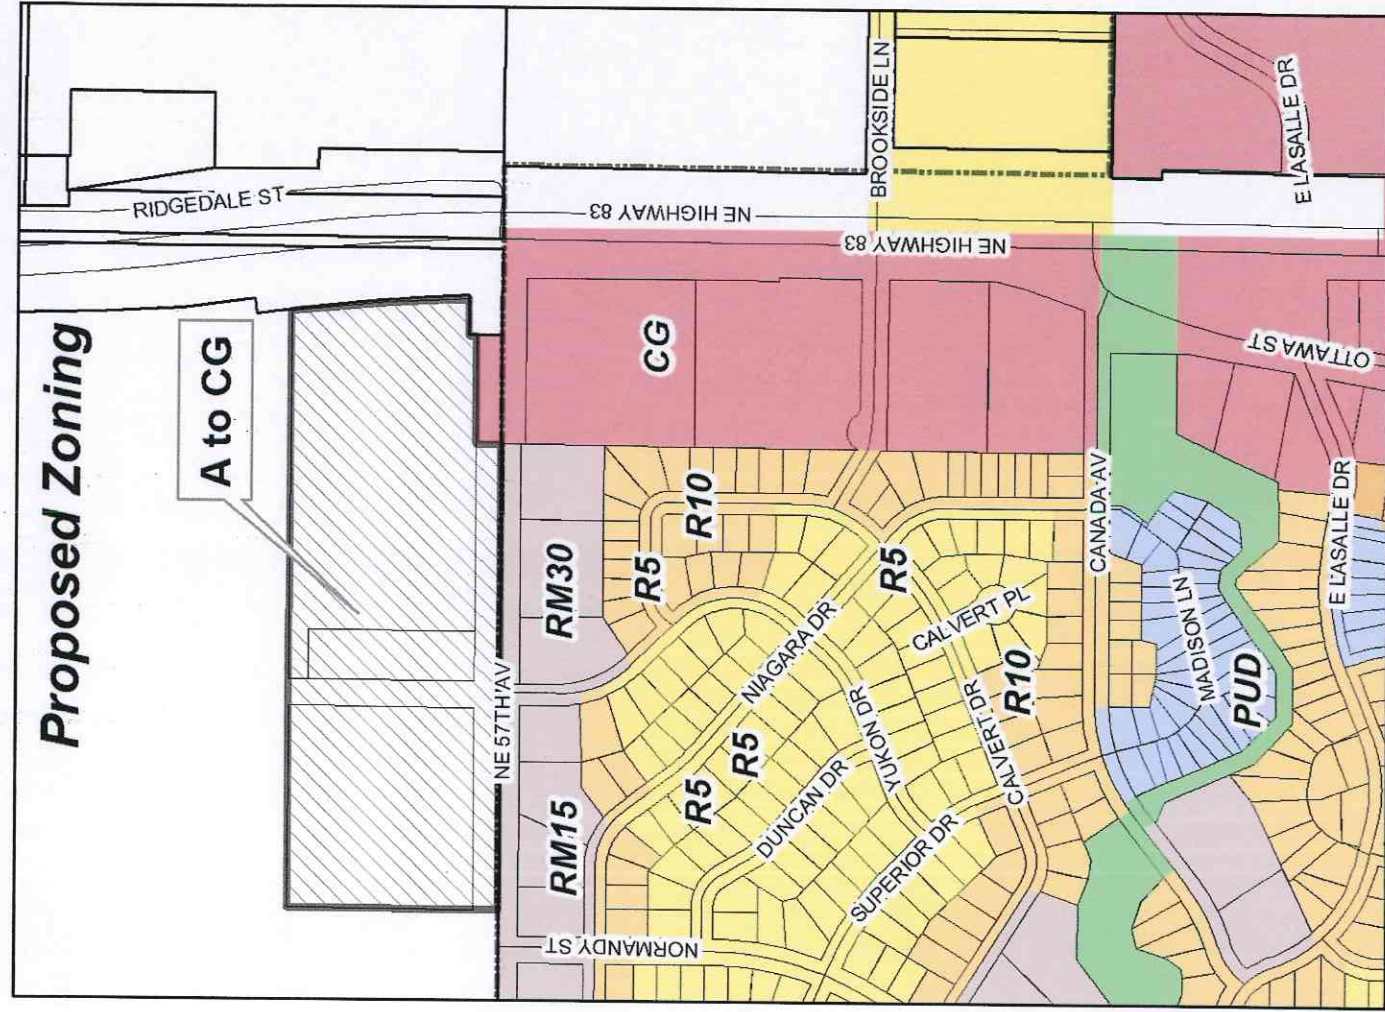 Proposed Zoning
A to CG
RIDGEDALE ST
NE HIGHWAY 83
NE HIGHWAY 83
BROOKSIDE LN
E LASALLE DR
CG
OTTAWA ST
NE 57TH AV
RM30
R5
R10
R5
CANADA AV
E LASALLE DR
NIAGARA DR
CALVERT PL
MADISON LN
RM15
R5
R5
YUKON DR
CALVERT DR
R10
PUD
DUNCAN DR
SUPERIOR DR
NORMANDY ST